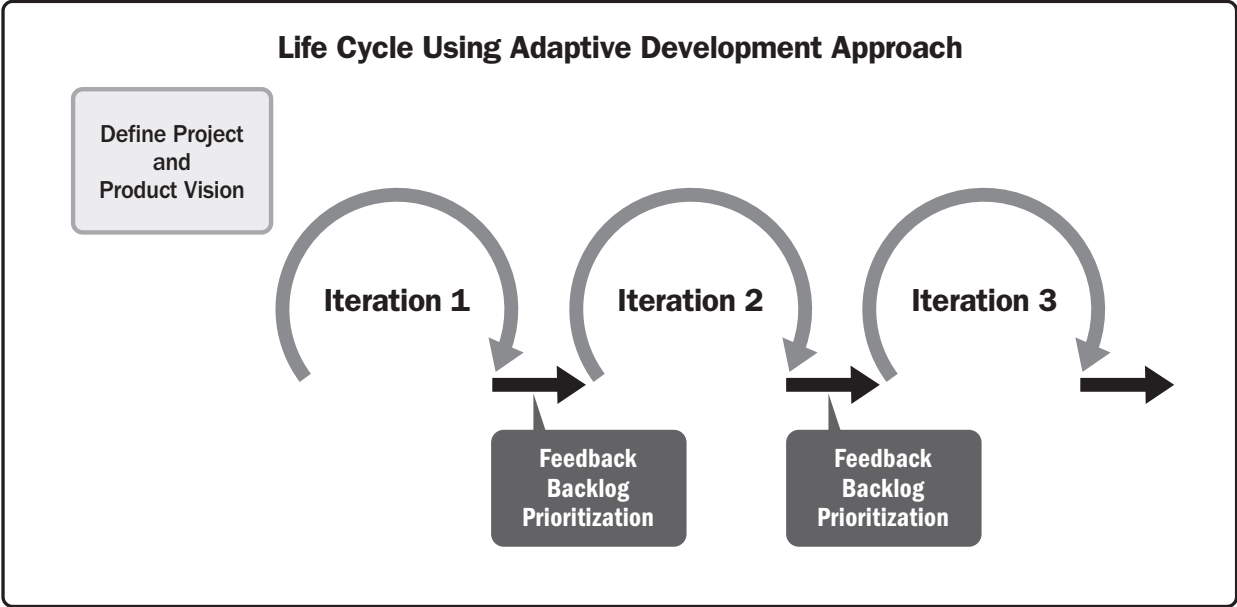 Life Cycle Using Adaptive Development Approach
Define Project
and
Product Vision
Iteration 1
Iteration 2
Iteration 3
Feedback
Backlog
Prioritization
Feedback
Backlog
Prioritization